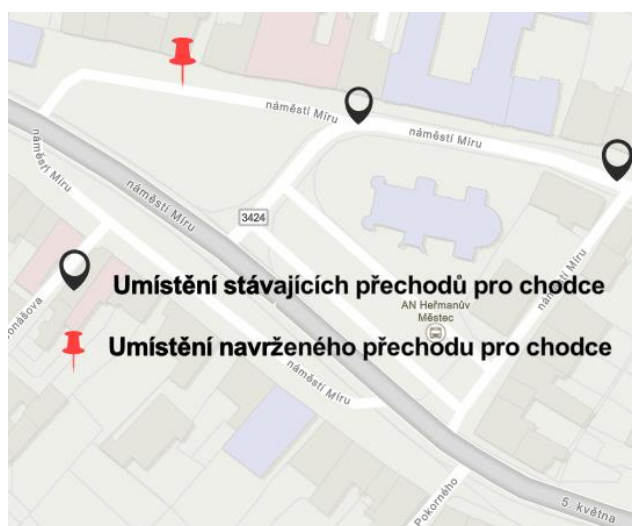 náměstí Míru
náměstí Míru
náměstí Míru
náměstí Míru
3424
náměstí Míru
Umístění stávajících přechodů pro chodce
AN Heřmanův
Městec
onášova
Umístění navrženého přechodu pro chodce
náměstí Míru
Pokorného
5. května